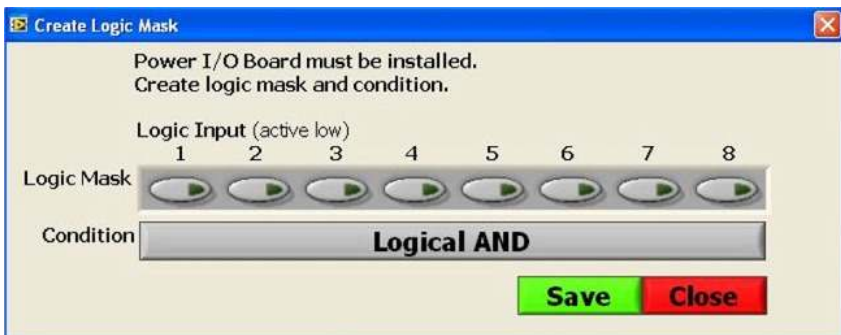 Create Logic Mask
Power I/O Board must be installed.
Create logic mask and condition.
Logic Input (active low)
1 2 3 4 5 6 7 8
Logic Mask
Condition Logical AND
Save Close